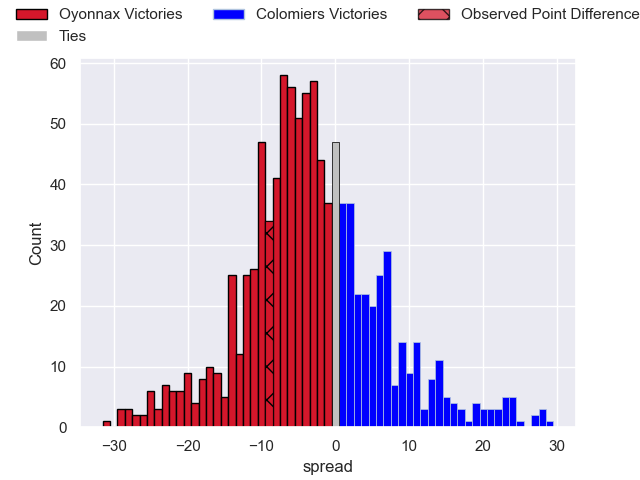 Oyonnax Victories Colomiers Victories Observed Point Difference
Ties
60
50
40
30
20
10
0
Count
−30 −20 −10 0 10 20 30
spread